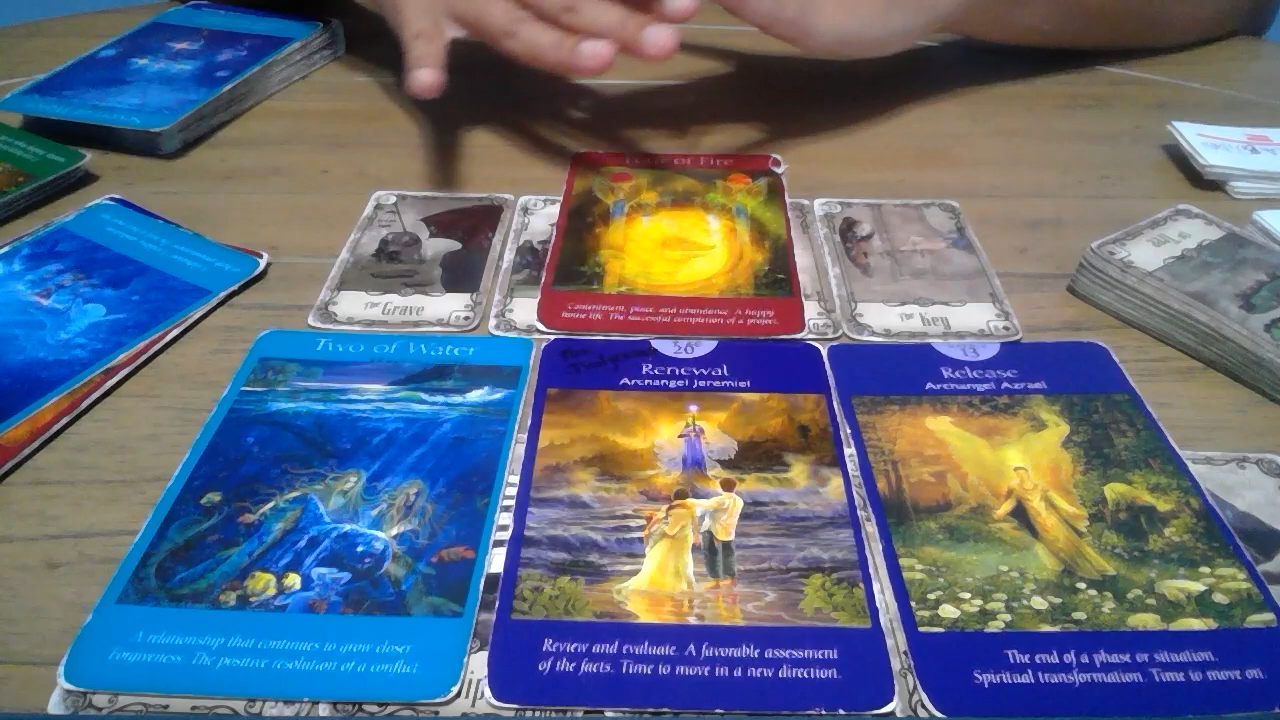 of Fire
Commitment, peace, and abundance. A happy
home life. The successful completion of a project.
The Grave
The Key
Two of Water
A relationship that continues to grow closer
Forgiveness. The positive resolution of a conflict.
20
Renewal
Archangel Jeremiel
Review and evaluate. A favorable assessment
of the facts. Time to move in a new direction.
13
Release
Archangel Azrael
The end of a phase or situation.
Spiritual transformation. Time to move on.